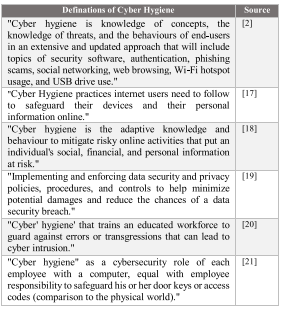 Definations of Cyber Hygiene Source
"Cyber hygiene is knowledge of concepts, the [2]
knowledge of threats, and the behaviours of end-users
in an extensive and updated approach that will include
topics of security software, authentication, phishing
scams, social networking, web browsing, Wi-Fi hotspot
usage, and USB drive use."
"Cyber Hygiene practices internet users need to follow [17]
to safeguard their devices and their personal
information online."
"Cyber hygiene is the adaptive knowledge and [18]
behaviour to mitigate risky online activities that put an
individual's social, financial, and personal information
at risk."
"Implementing and enforcing data security and privacy [19]
policies, procedures, and controls to help minimize
potential damages and reduce the chances of a data
security breach."
"Cyber' hygiene' that trains an educated workforce to [20]
guard against errors or transgressions that can lead to
cyber intrusion."
"Cyber hygiene" as a cybersecurity role of each [21]
employee with a computer, equal with employee
responsibility to safeguard his or her door keys or access
codes (comparison to the physical world)."